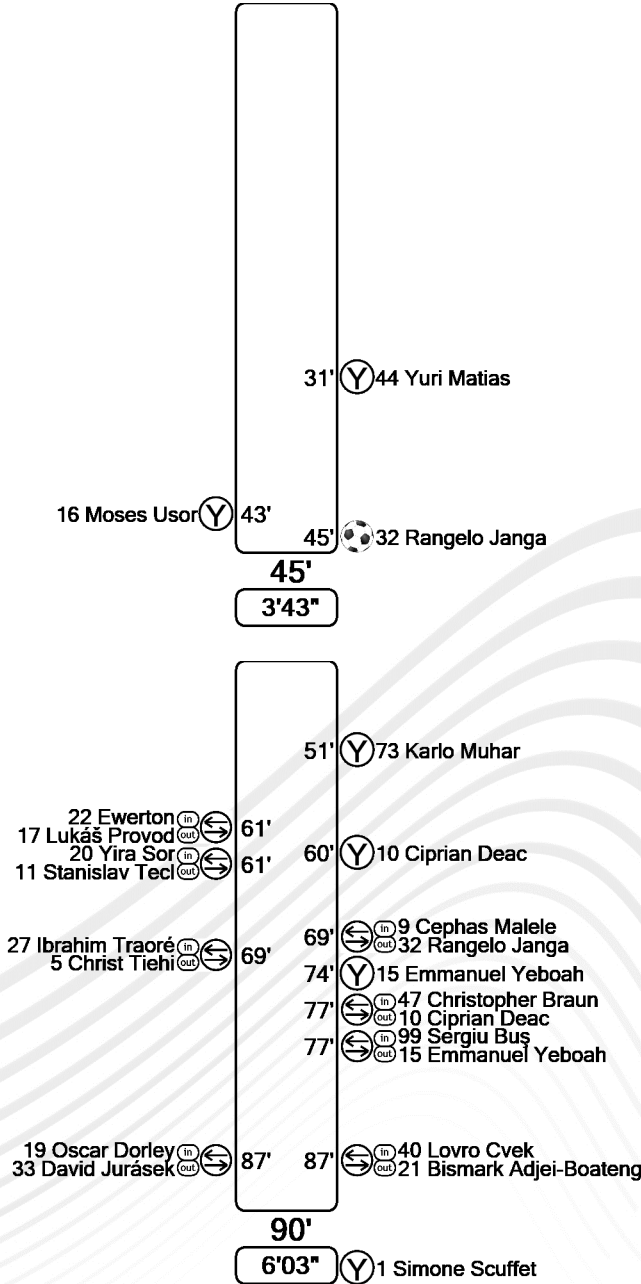 31' Y 44 Yuri Matias
16 Moses Usor Y 43'
45' 32 Rangelo Janga
45'
3'43"
51' Y 73 Karlo Muhar
22 Ewerton in
17 Lukáš Provod out 61'
20 Yira Sor in
11 Stanislav Tecl out 61'
60' Y 10 Ciprian Deac
27 Ibrahim Traoré in
5 Christ Tiehi out 69'
69' in 9 Cephas Malele
out 32 Rangelo Janga
74' Y 15 Emmanuel Yeboah
77' in 47 Christopher Braun
out 10 Ciprian Deac
77' in 99 Sergiu Buş
out 15 Emmanuel Yeboah
19 Oscar Dorley in
33 David Jurásek out 87'
87' in 40 Lovro Cvek
out 21 Bismark Adjei-Boateng
90'
6'03" Y 1 Simone Scuffet